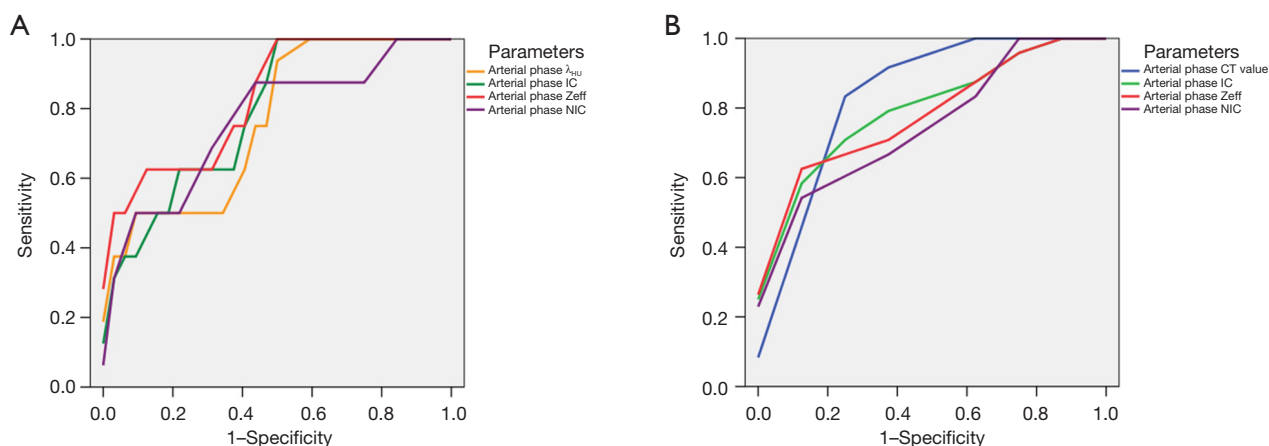 A
Sensitivity
1.0
0.8
0.6
0.4
0.2
0.0
0.0 0.2 0.4 0.6 0.8 1.0
1–Specificity
Parameters
Arterial phase λHU
Arterial phase IC
Arterial phase Zeff
Arterial phase NIC
B
Sensitivity
1.0
0.8
0.6
0.4
0.2
0.0
0.0 0.2 0.4 0.6 0.8 1.0
1–Specificity
Parameters
Arterial phase CT value
Arterial phase IC
Arterial phase Zeff
Arterial phase NIC